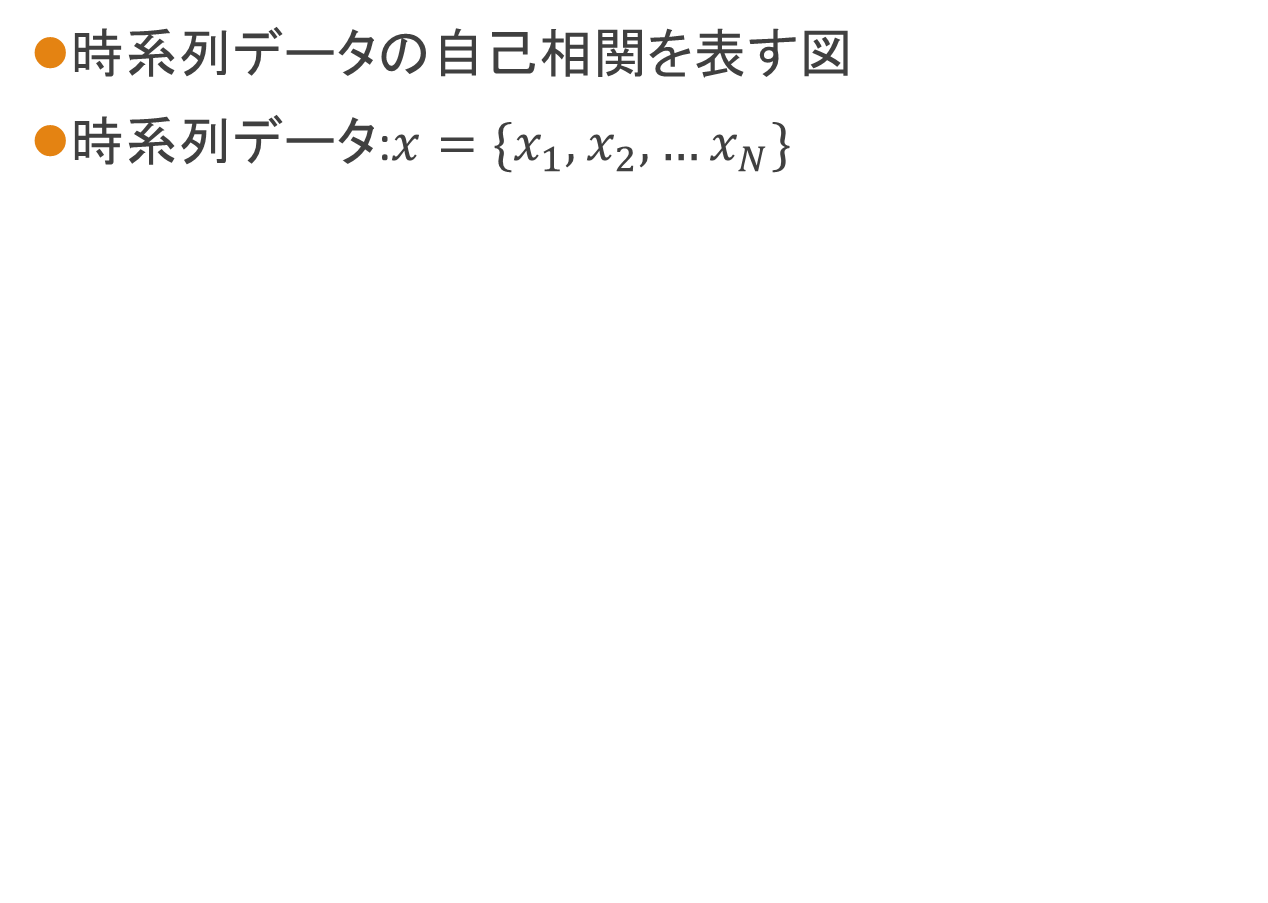 ●時系列データの自己相関を表す図
●時系列データ:x = {x₁, x₂, … x_N}